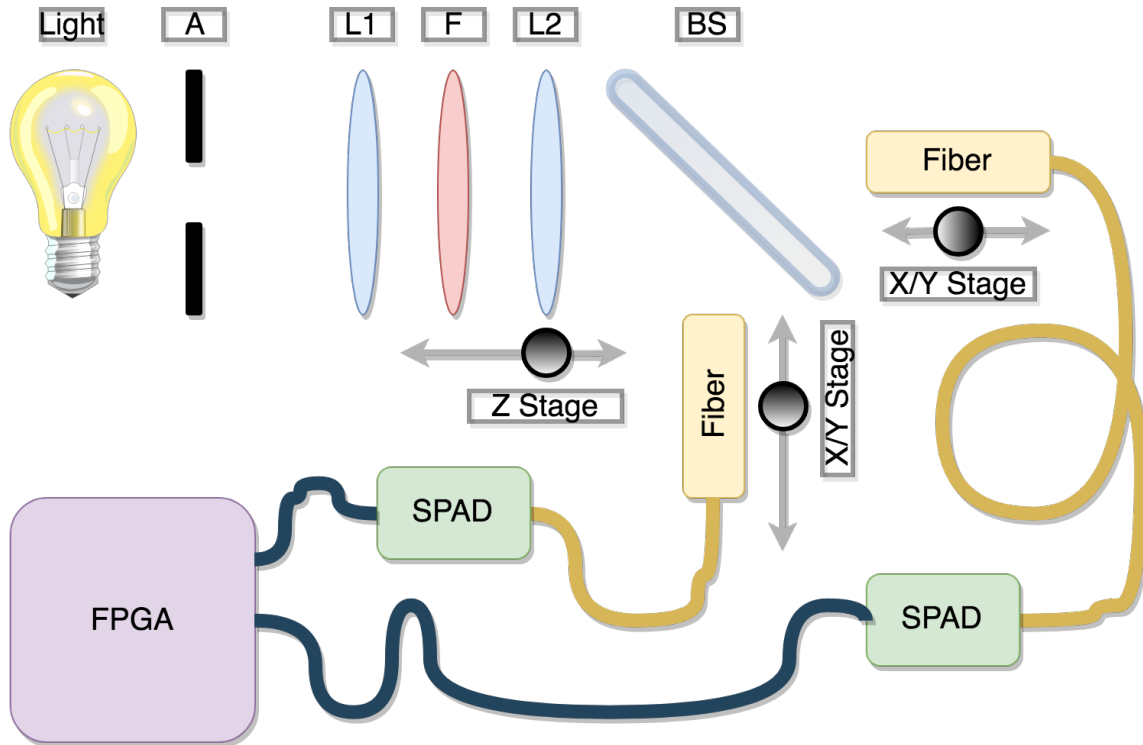 Light
A
L1
F
L2
BS
Fiber
X/Y Stage
Z Stage
Fiber
X/Y Stage
SPAD
FPGA
SPAD